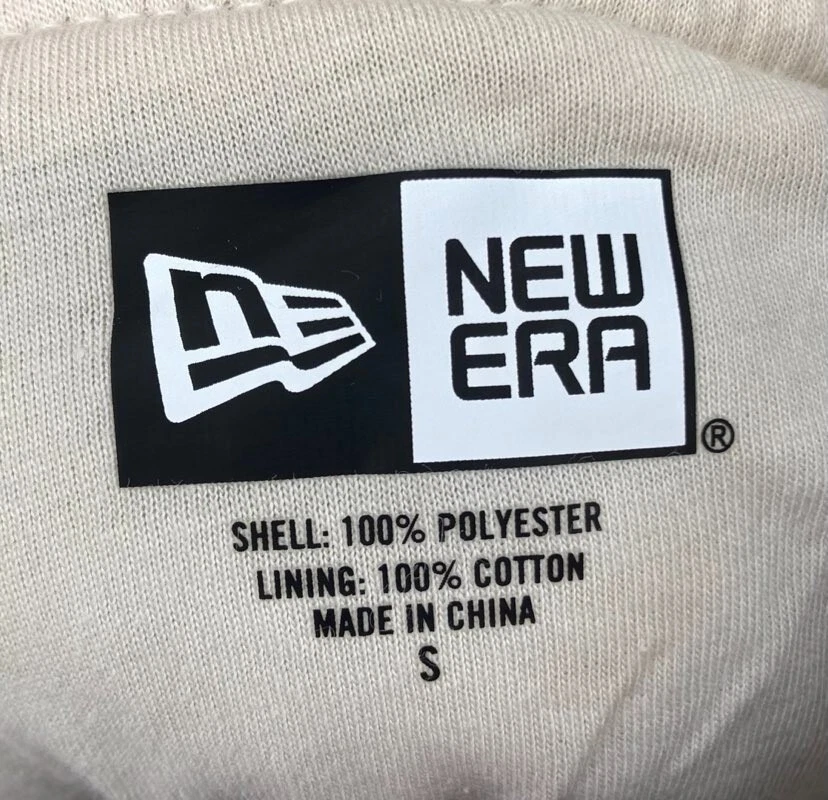 NEW
ERA
®
SHELL: 100% POLYESTER
LINING: 100% COTTON
MADE IN CHINA
S